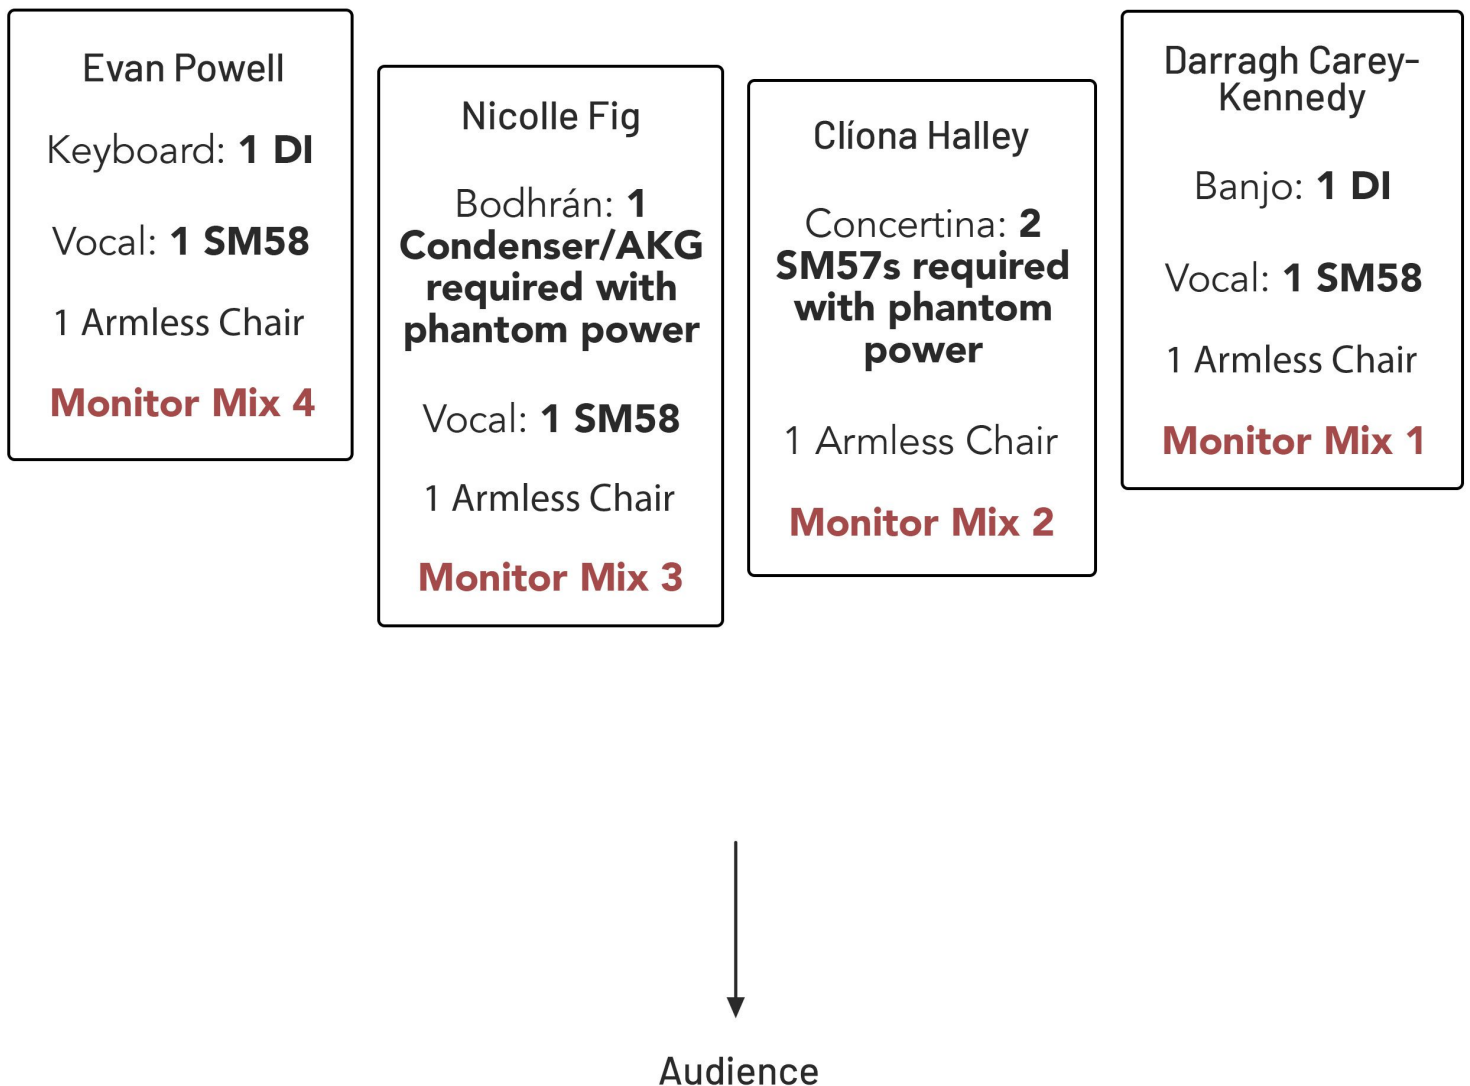 Evan Powell
Keyboard: 1 DI
Vocal: 1 SM58
1 Armless Chair
Monitor Mix 4
Nicolle Fig
Bodhrán: 1
Condenser/AKG
required with
phantom power
Vocal: 1 SM58
1 Armless Chair
Monitor Mix 3
Clíona Halley
Concertina: 2
SM57s required
with phantom
power
1 Armless Chair
Monitor Mix 2
Darragh Carey-
Kennedy
Banjo: 1 DI
Vocal: 1 SM58
1 Armless Chair
Monitor Mix 1
Audience